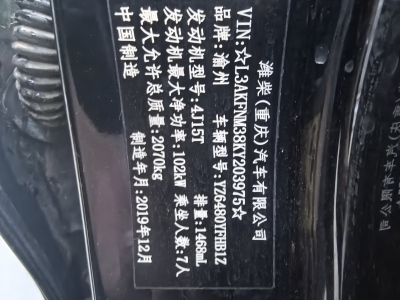 潍柴(重庆)汽车有限公司
VIN:☆L3AKFNM38KY203975☆
品牌:渝州 车辆型号:YZ6480YFHB1Z
发动机型号:4J15T 排量:1468mL
发动机最大净功率:102kW 乘坐人数:7人
最大允许总质量:2070kg
中国制造 制造年月:2019年12月